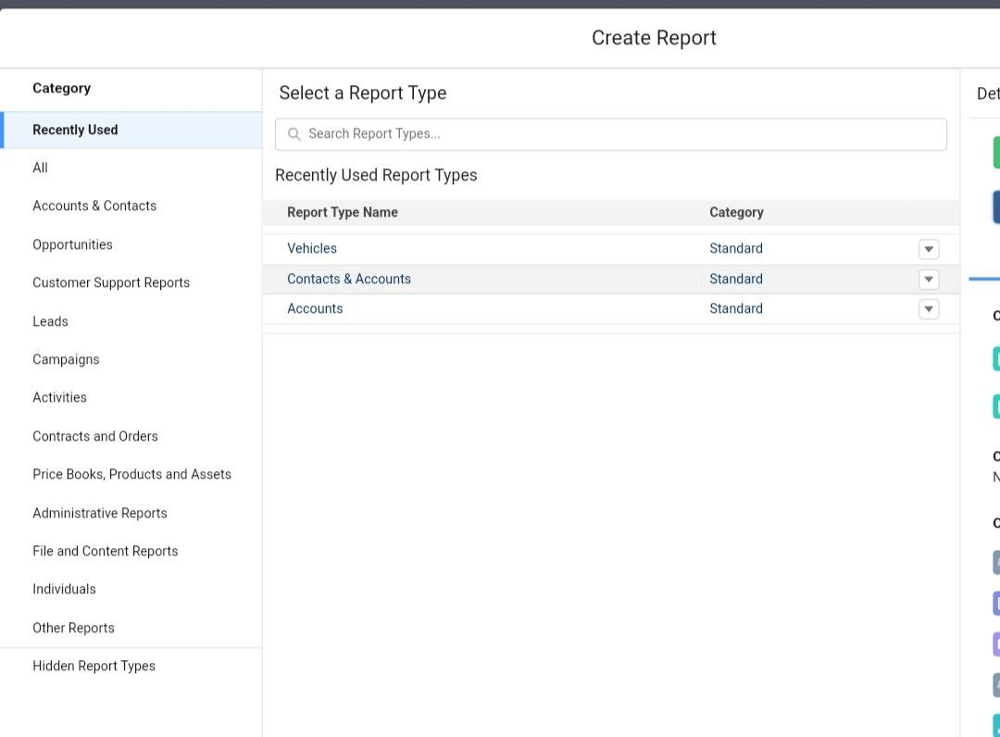 Create Report
Category
Recently Used
All
Accounts & Contacts
Opportunities
Customer Support Reports
Leads
Campaigns
Activities
Contracts and Orders
Price Books, Products and Assets
Administrative Reports
File and Content Reports
Individuals
Other Reports
Hidden Report Types
Select a Report Type
Search Report Types...
Recently Used Report Types
Report Type Name Category
Vehicles Standard
Contacts & Accounts Standard
Accounts Standard